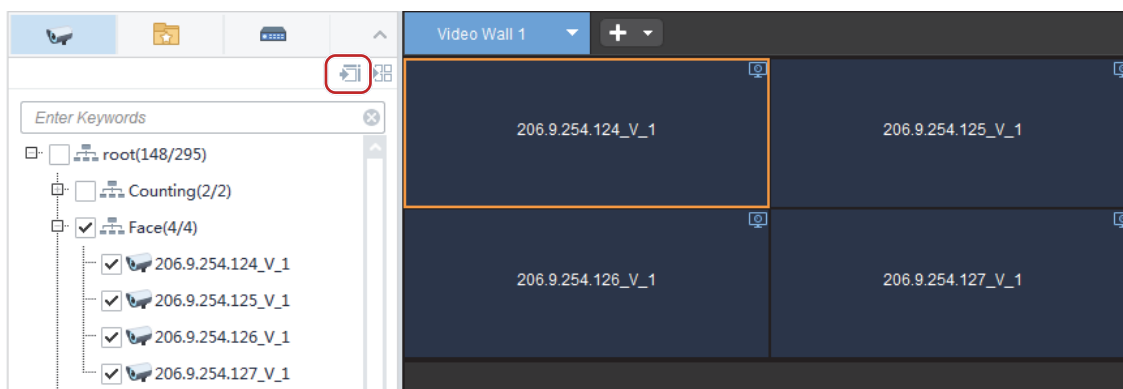 Video Wall 1
Enter Keywords
root(148/295)
Counting(2/2)
Face(4/4)
206.9.254.124_V_1
206.9.254.125_V_1
206.9.254.126_V_1
206.9.254.127_V_1
206.9.254.124_V_1
206.9.254.125_V_1
206.9.254.126_V_1
206.9.254.127_V_1